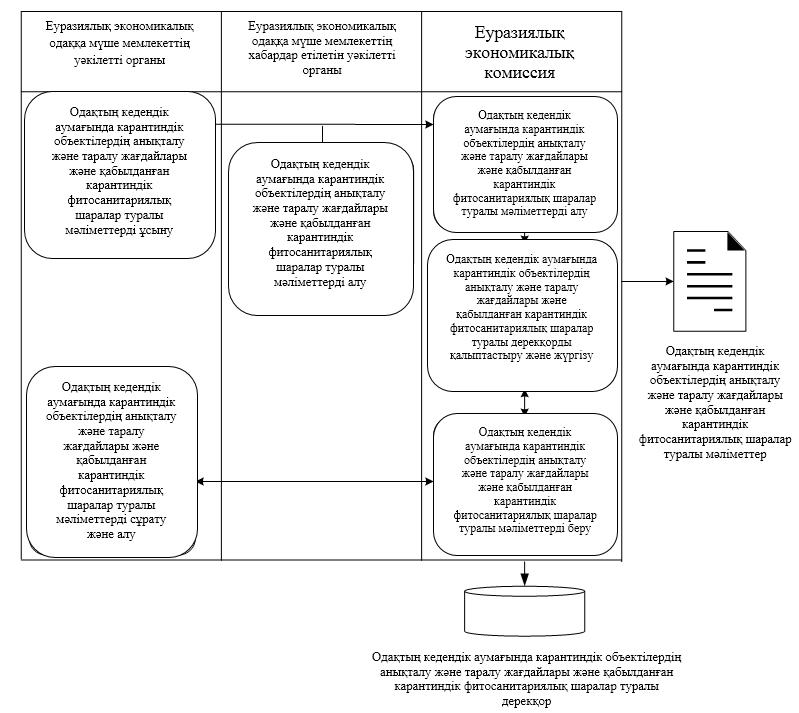 Еуразиялық экономикалық
одаққа мүше мемлекеттің
уәкілетті органы
Еуразиялық экономикалық
одаққа мүше мемлекеттің
хабардар етілетін уәкілетті
органы
Еуразиялық
экономикалық
комиссия
Одақтың кедендік
аумағында карантиндік
объектілердің анықталу
және таралу жағдайлары
және қабылданған
карантиндік
фитосанитариялық
шаралар туралы
мәліметтерді ұсыну
Одақтың кедендік
аумағында карантиндік
объектілердің анықталу
және таралу жағдайлары
және қабылданған
карантиндік
фитосанитариялық
шаралар туралы
мәліметтерді алу
Одақтың кедендік
аумағында карантиндік
объектілердің анықталу
және таралу жағдайлары
және қабылданған
карантиндік
фитосанитариялық шаралар
туралы мәліметтерді алу
Одақтың кедендік аумағында
карантиндік объектілердің
анықталу және таралу
жағдайлары және
қабылданған карантиндік
фитосанитариялық шаралар
туралы дерекқорды
қалыптастыру және жүргізу
Одақтың кедендік
аумағында карантиндік
объектілердің анықталу
және таралу жағдайлары
және қабылданған
карантиндік
фитосанитариялық шаралар
туралы мәліметтер
Одақтың кедендік
аумағында карантиндік
объектілердің анықталу
және таралу
жағдайлары және
қабылданған
карантиндік
фитосанитариялық
шаралар туралы
мәліметтерді сұрату
және алу
Одақтың кедендік
аумағында карантиндік
объектілердің анықталу
және таралу жағдайлары
және қабылданған
карантиндік
фитосанитариялық шаралар
туралы мәліметтерді беру
Одақтың кедендік аумағында карантиндік объектілердің
анықталу және таралу жағдайлары және қабылданған
карантиндік фитосанитариялық шаралар туралы
дерекқор